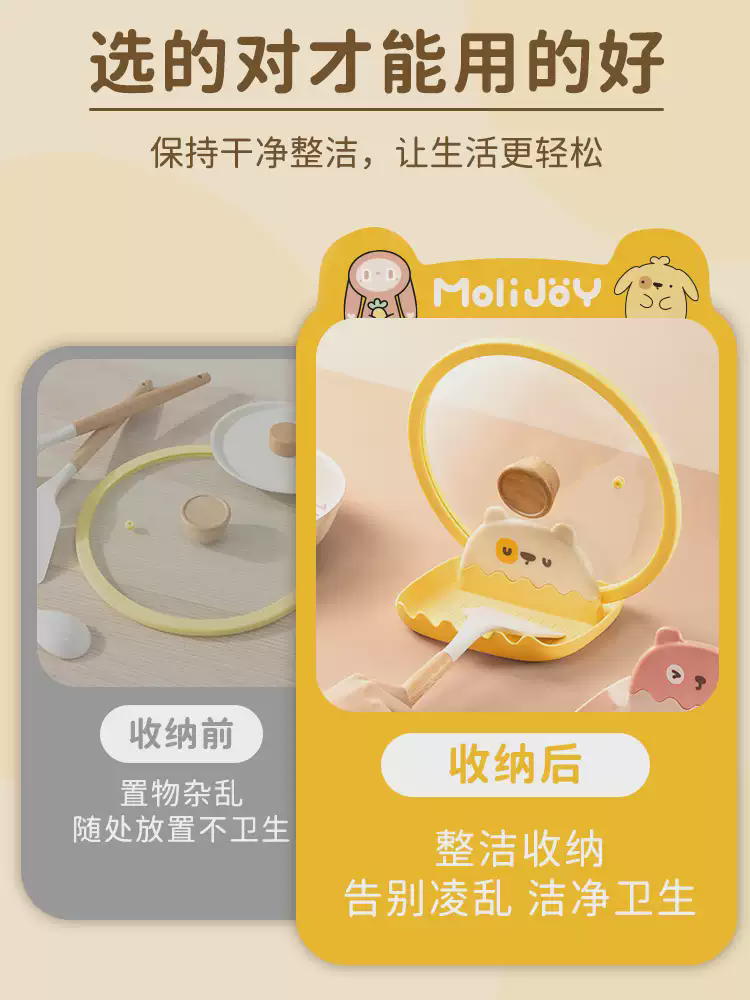 选的对才能用的好
保持干净整洁，让生活更轻松
MoliJoY
收纳前
置物杂乱
随处放置不卫生
收纳后
整洁收纳
告别凌乱 洁净卫生